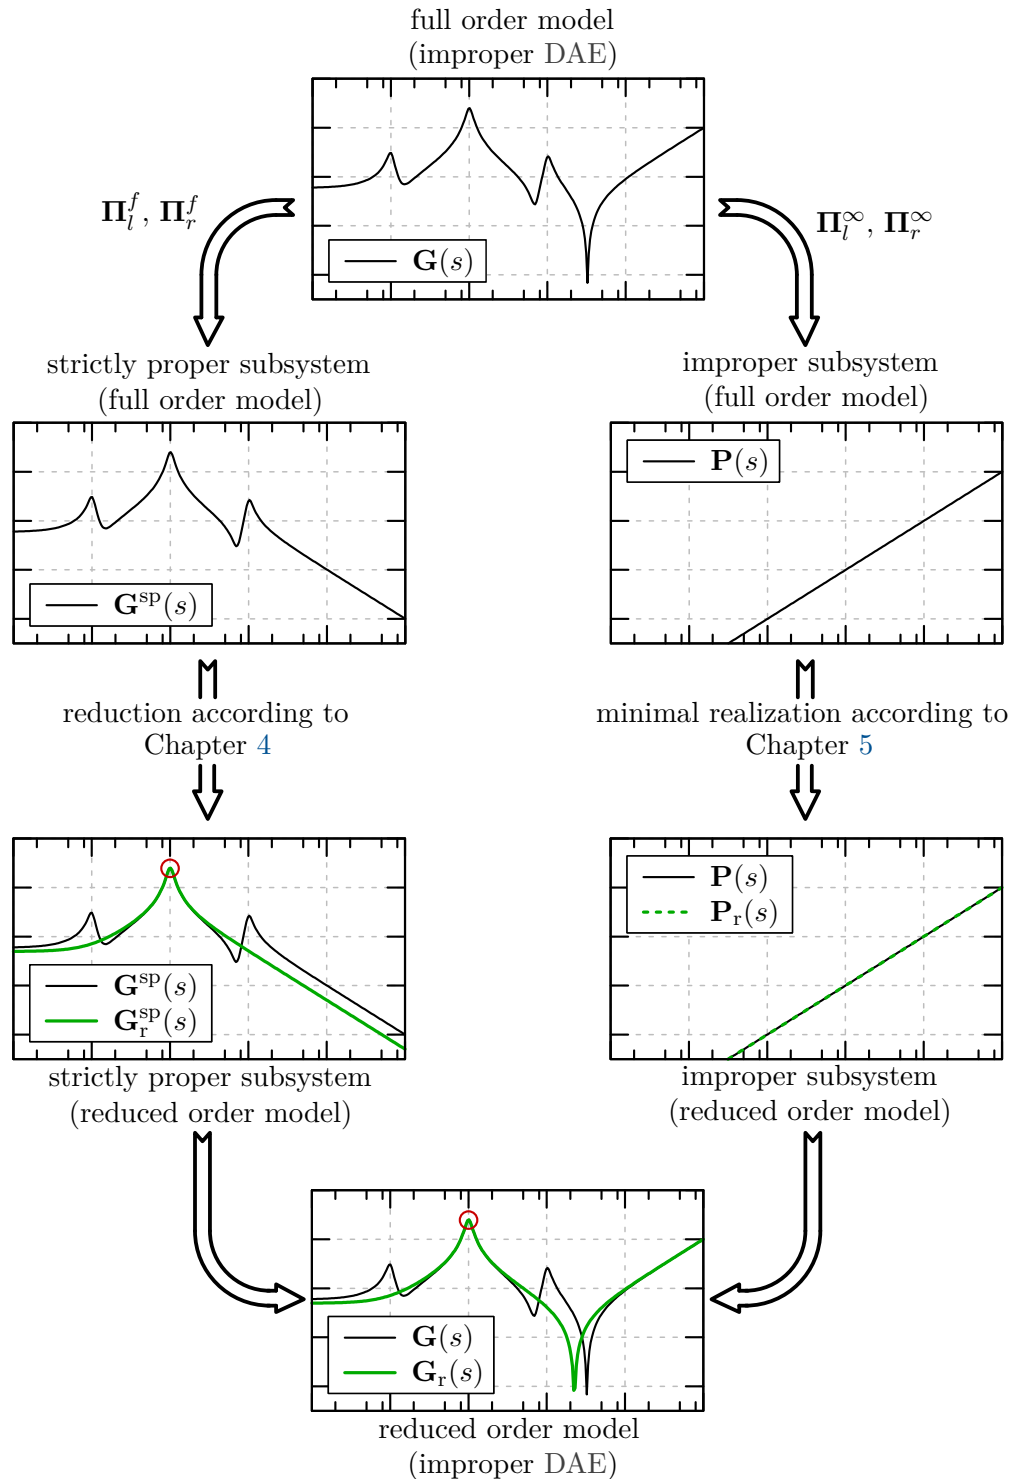 full order model
(improper DAE)
G(s)
Π_l^f, Π_r^f
Π_l^∞, Π_r^∞
strictly proper subsystem
(full order model)
improper subsystem
(full order model)
G^sp(s)
P(s)
reduction according to
Chapter 4
minimal realization according to
Chapter 5
G^sp(s)
G_r^sp(s)
P(s)
P_r(s)
strictly proper subsystem
(reduced order model)
improper subsystem
(reduced order model)
G(s)
G_r(s)
reduced order model
(improper DAE)